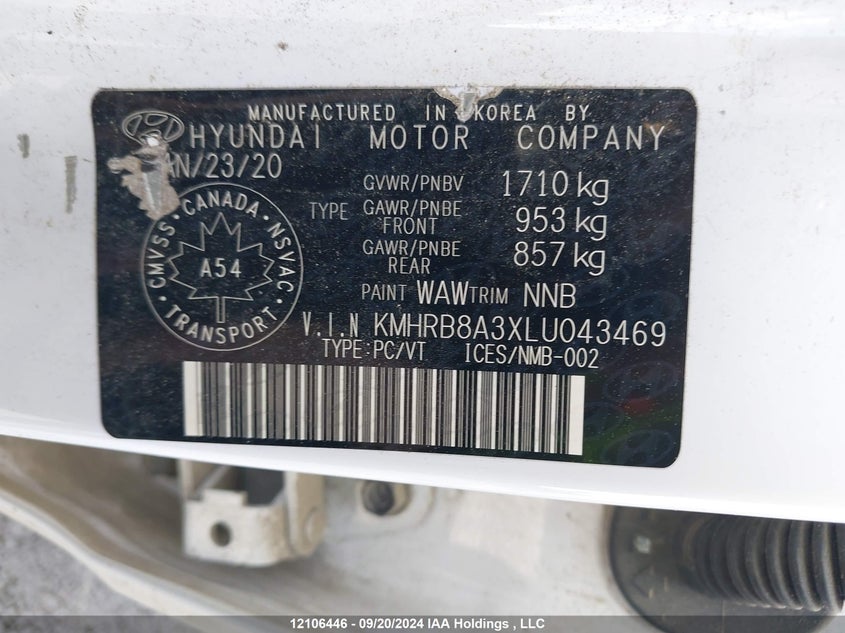 MANUFACTURED IN KOREA BY
HYUNDAI MOTOR COMPANY
AN/23/20
GVWR/PNBV 1710 kg
TYPE GAWR/PNBE FRONT 953 kg
GAWR/PNBE REAR 857 kg
CMVSS · CANADA · NSVAC · TRANSPORT ·
A54
PAINT WAW TRIM NNB
V.I.N KMHRB8A3XLU043469
TYPE:PC/VT ICES/NMB-002
12106446 - 09/20/2024 IAA Holdings , LLC